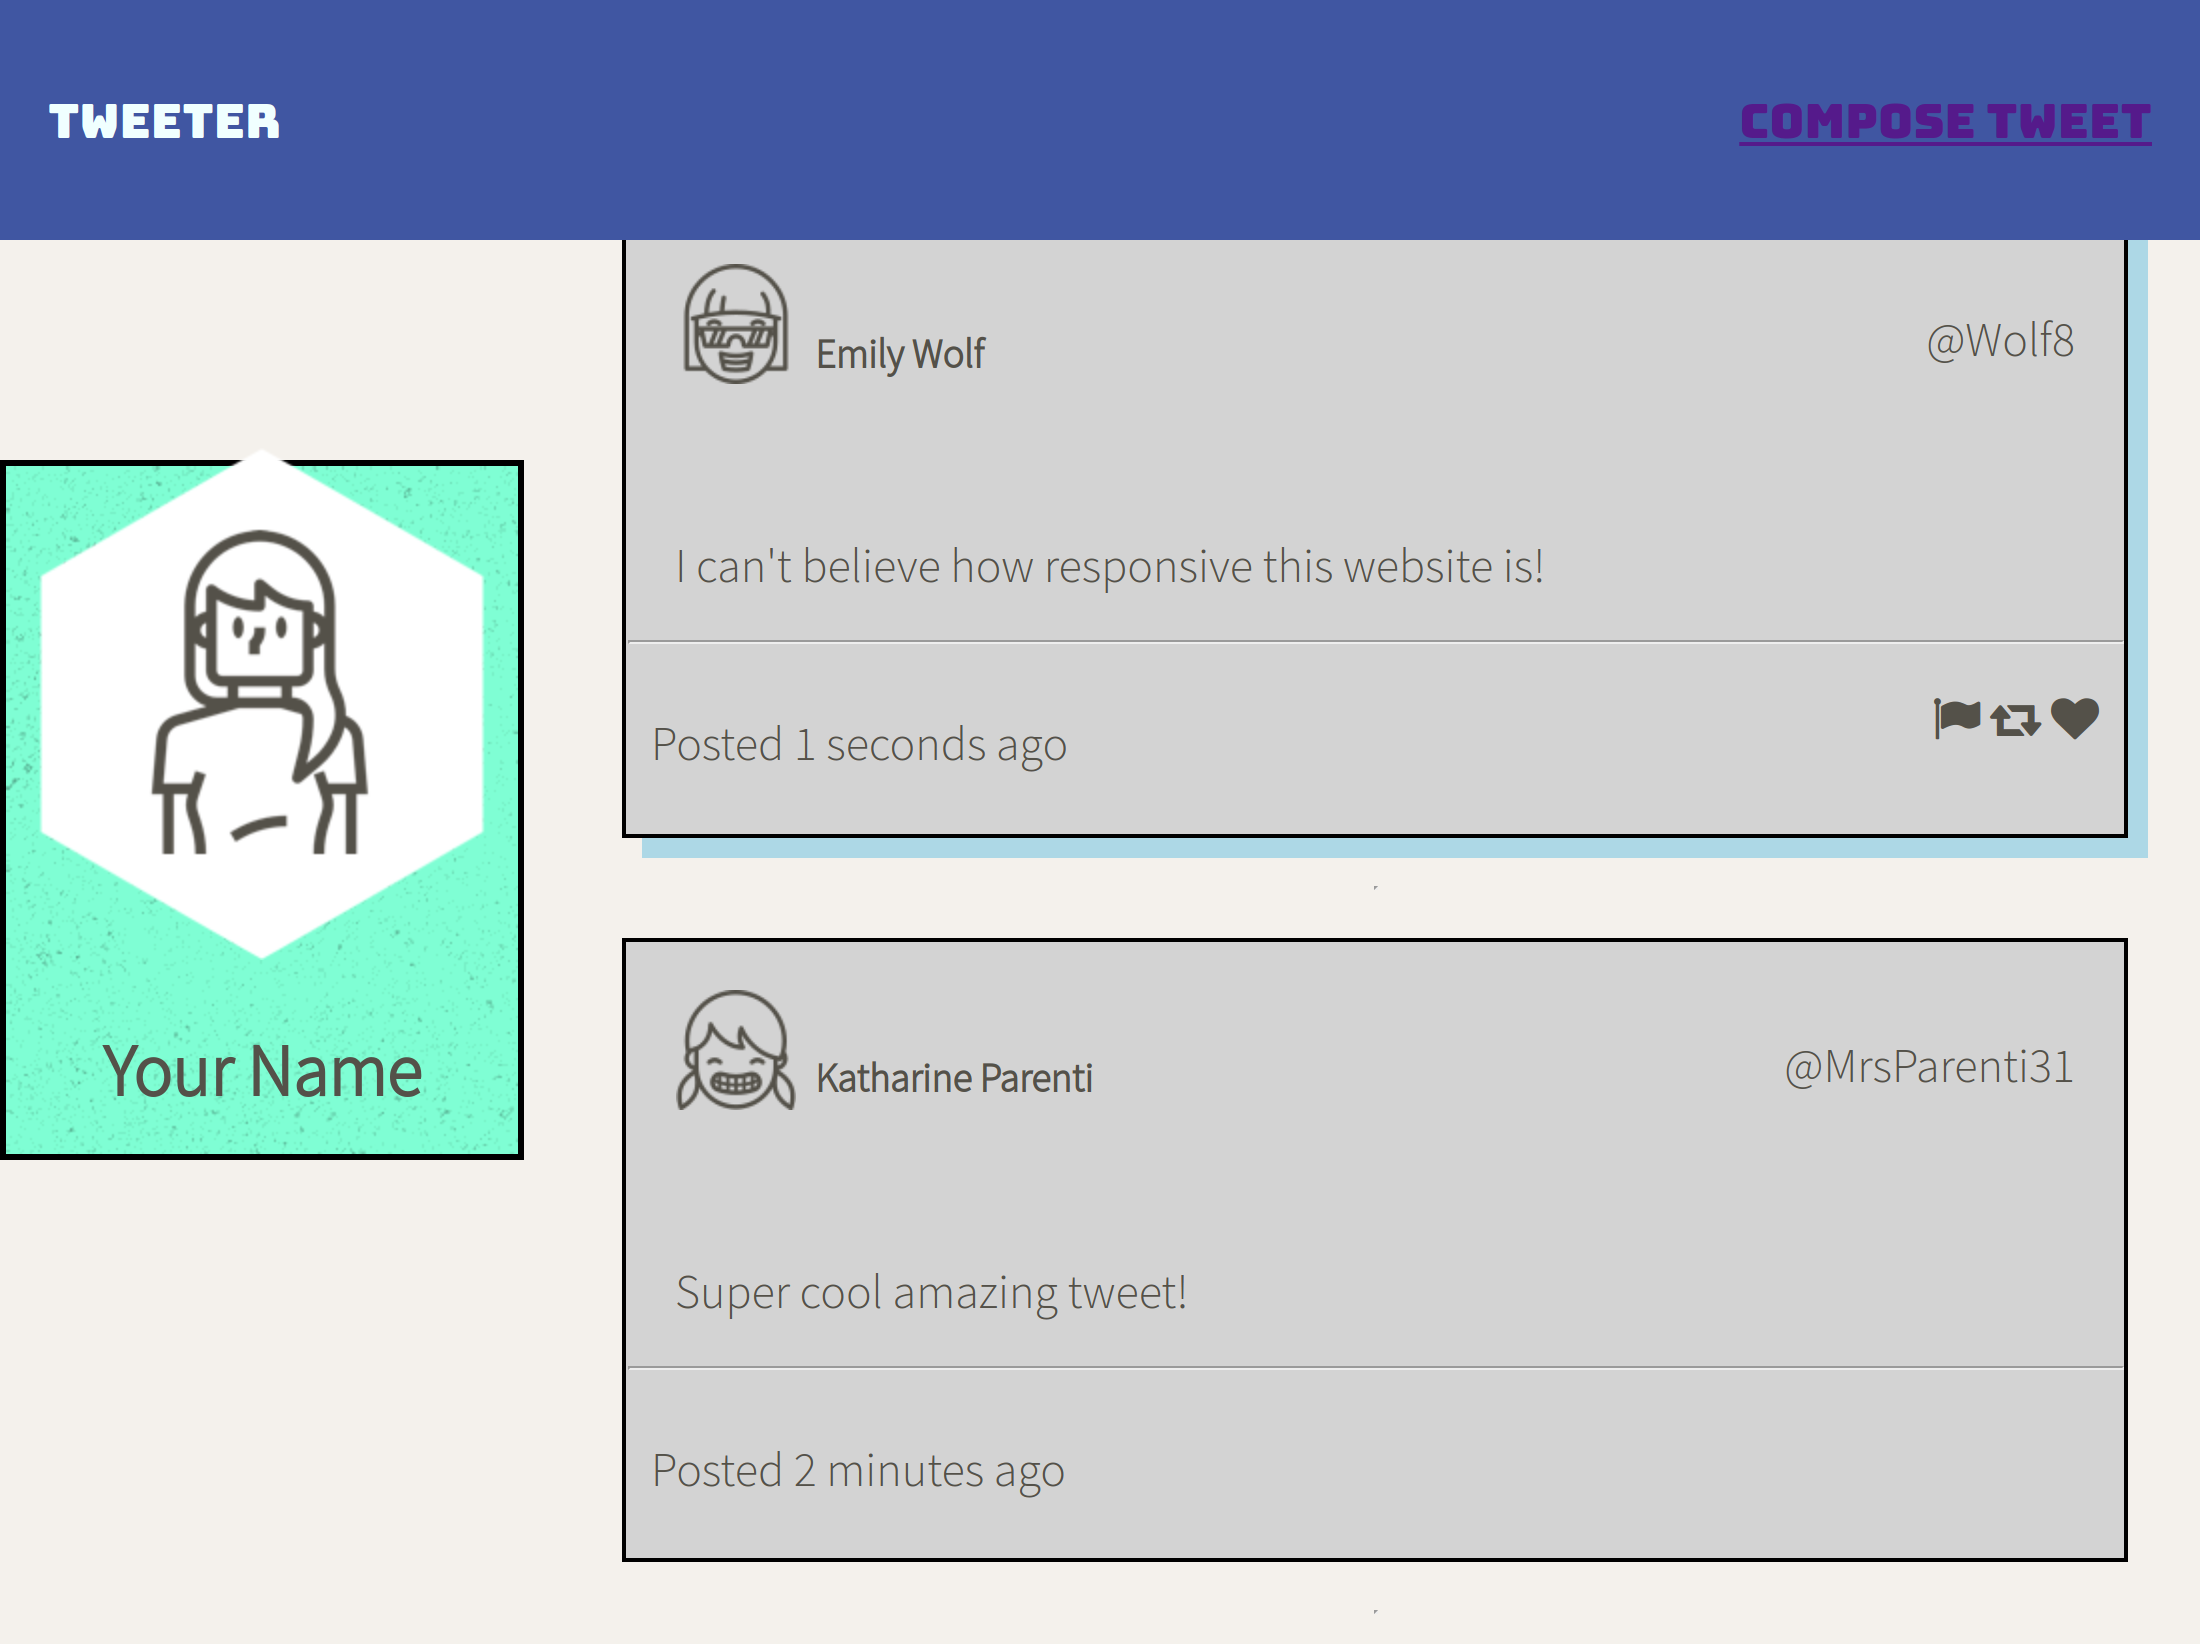 TWEETER
COMPOSE TWEET
Emily Wolf
@Wolf8
I can't believe how responsive this website is!
Posted 1 seconds ago
Your Name
Katharine Parenti
@MrsParenti31
Super cool amazing tweet!
Posted 2 minutes ago